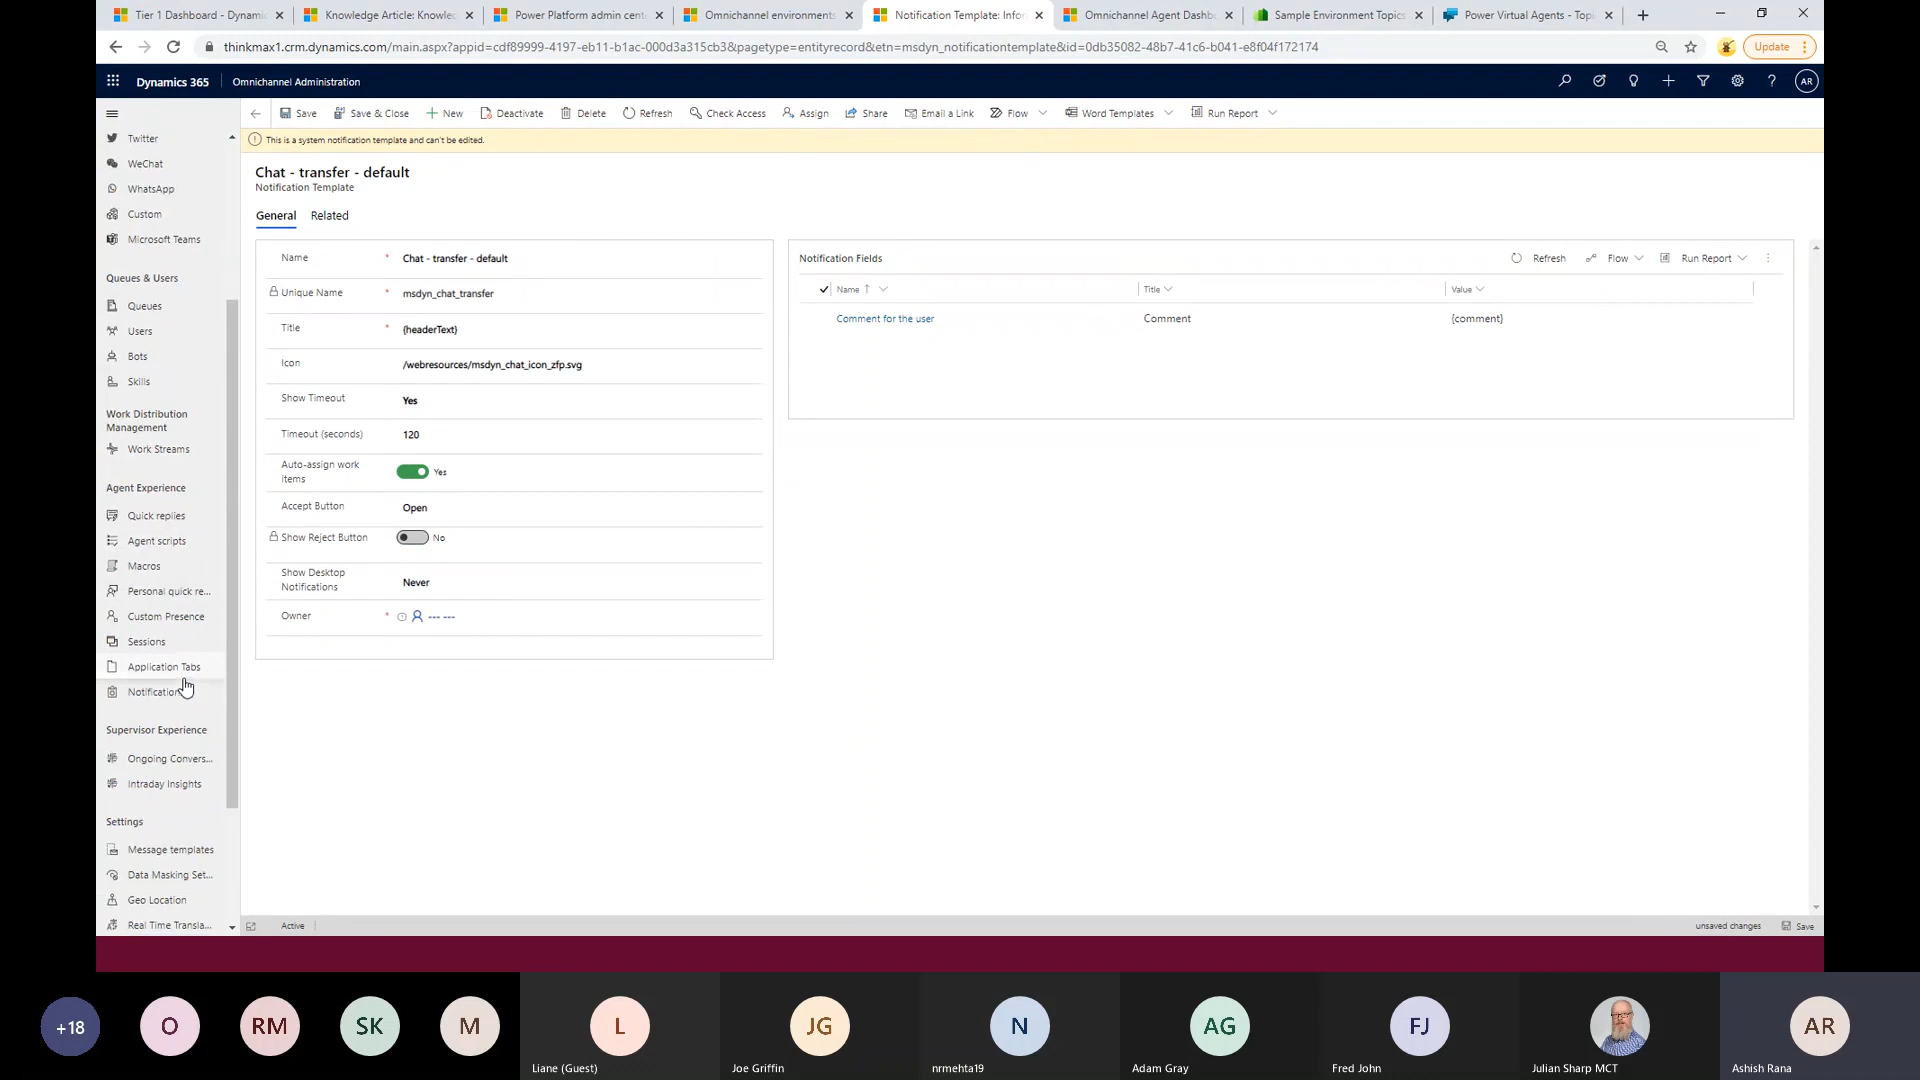 Tier 1 Dashboard - Dynami
Knowledge Article: Knowle
Power Platform admin cent
Omnichannel environments
Notification Template: Infor
Omnichannel Agent Dashb
Sample Environment Topics
Power Virtual Agents - Topi
thinkmax1.crm.dynamics.com/main.aspx?appid=cdf89999-4197-eb11-b1ac-000d3a315cb3&pagetype=entityrecord&etn=msdyn_notificationtemplate&id=0db35082-48b7-41c6-b041-e8f04f172174
Update
Dynamics 365
Omnichannel Administration
AR
Save
Save & Close
New
Deactivate
Delete
Refresh
Check Access
Assign
Share
Email a Link
Flow
Word Templates
Run Report
This is a system notification template and can't be edited.
Twitter
WeChat
WhatsApp
Custom
Microsoft Teams
Queues & Users
Queues
Users
Bots
Skills
Work Distribution
Management
Work Streams
Agent Experience
Quick replies
Agent scripts
Macros
Personal quick re...
Custom Presence
Sessions
Application Tabs
Notification
Supervisor Experience
Ongoing Convers...
Intraday Insights
Settings
Message templates
Data Masking Set...
Geo Location
Real Time Transla...
Chat - transfer - default
Notification Template
General
Related
Name * Chat - transfer - default
Unique Name * msdyn_chat_transfer
Title * {headerText}
Icon /webresources/msdyn_chat_icon_zfp.svg
Show Timeout Yes
Timeout (seconds) 120
Auto-assign work
items
Yes
Accept Button Open
Show Reject Button No
Show Desktop
Notifications
Never
Owner * --- ---
Notification Fields
Refresh
Flow
Run Report
Name ↑
Title
Value
Comment for the user
Comment
{comment}
Active
unsaved changes
Save
+18
O
RM
SK
M
L
Liane (Guest)
JG
Joe Griffin
N
nrmehta19
AG
Adam Gray
FJ
Fred John
Julian Sharp MCT
AR
Ashish Rana